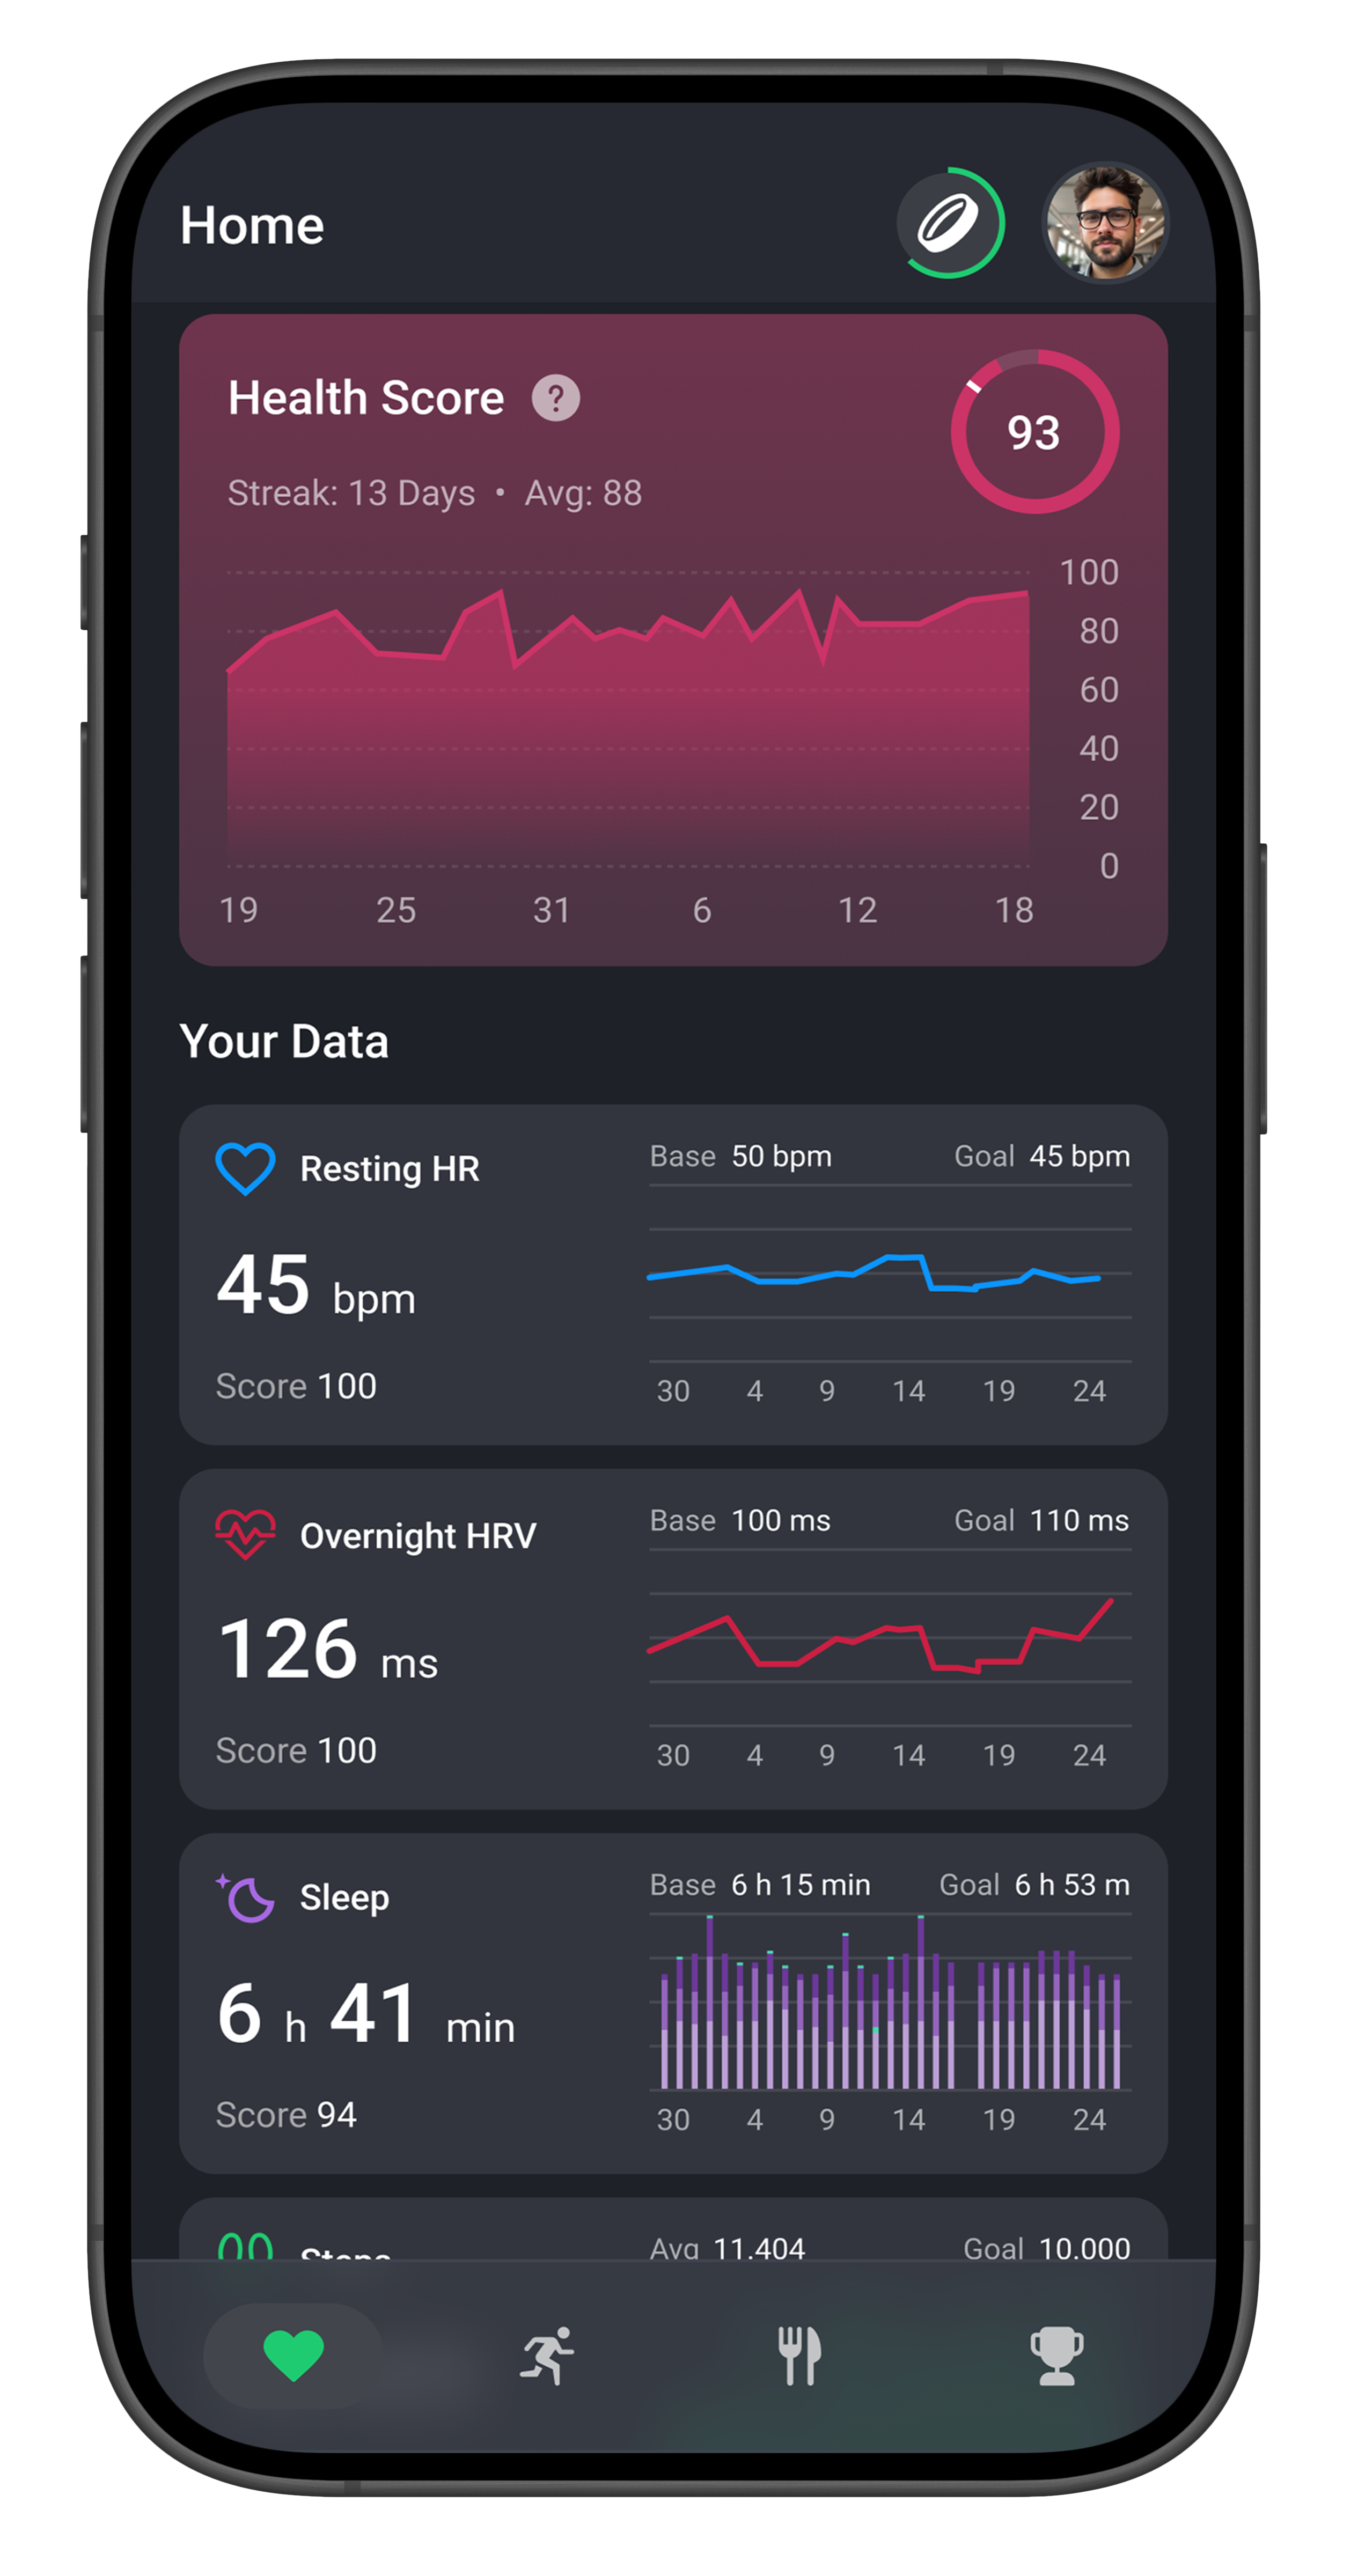 Home
Health Score ?
93
Streak: 13 Days • Avg: 88
100
80
60
40
20
0
19 25 31 6 12 18
Your Data
Resting HR
Base 50 bpm Goal 45 bpm
45 bpm
Score 100
30 4 9 14 19 24
Overnight HRV
Base 100 ms Goal 110 ms
126 ms
Score 100
30 4 9 14 19 24
Sleep
Base 6 h 15 min Goal 6 h 53 m
6 h 41 min
Score 94
30 4 9 14 19 24
Steps
Avg 11.404 Goal 10.000